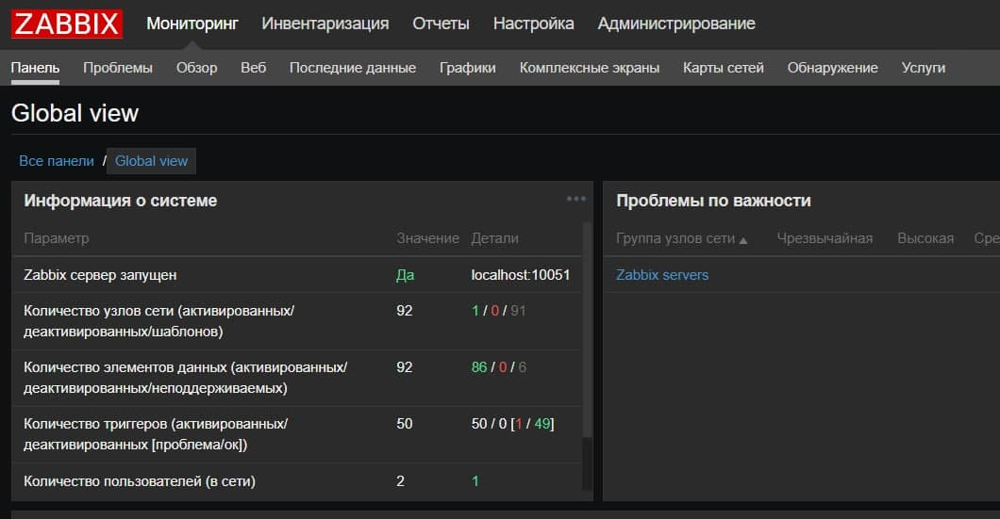 ZABBIX Мониторинг Инвентаризация Отчеты Настройка Администрирование
Панель Проблемы Обзор Веб Последние данные Графики Комплексные экраны Карты сетей Обнаружение Услуги
Global view
Все панели / Global view
Информация о системе
Параметр Значение Детали
Zabbix сервер запущен Да localhost:10051
Количество узлов сети (активированных/ 92 1 / 0 / 91
деактивированных/шаблонов)
Количество элементов данных (активированных/ 92 86 / 0 / 6
деактивированных/неподдерживаемых)
Количество триггеров (активированных/ 50 50 / 0 [1 / 49]
деактивированных [проблема/ок])
Количество пользователей (в сети) 2 1
Проблемы по важности
Группа узлов сети Чрезвычайная Высокая Сре
Zabbix servers